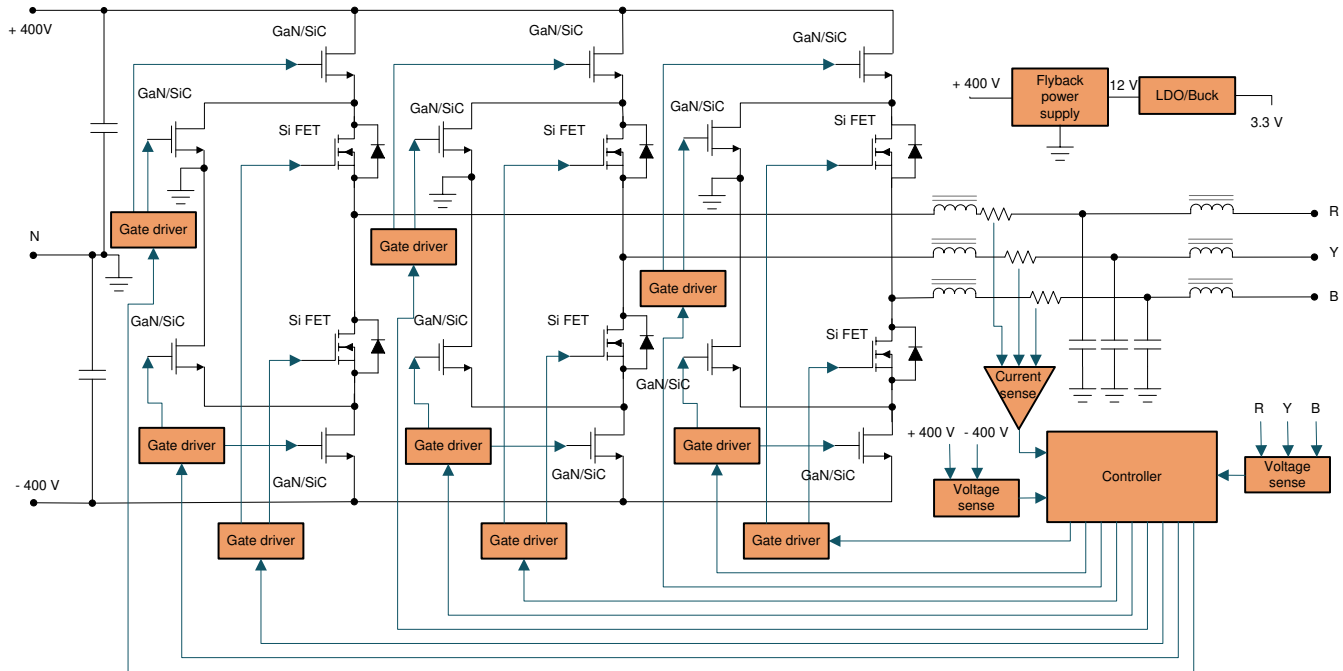 + 400V
GaN/SiC
GaN/SiC
GaN/SiC
GaN/SiC
GaN/SiC
GaN/SiC
Si FET
Si FET
Si FET
+ 400 V
Flyback
power
supply
12 V
LDO/Buck
3.3 V
N
Gate driver
Gate driver
Gate driver
R
Y
B
GaN/SiC
GaN/SiC
GaN/SiC
Si FET
Si FET
Si FET
Current
sense
Gate driver
Gate driver
Gate driver
GaN/SiC
GaN/SiC
GaN/SiC
+ 400 V
- 400 V
R
Y
B
Voltage
sense
Controller
Voltage
sense
- 400 V
Gate driver
Gate driver
Gate driver